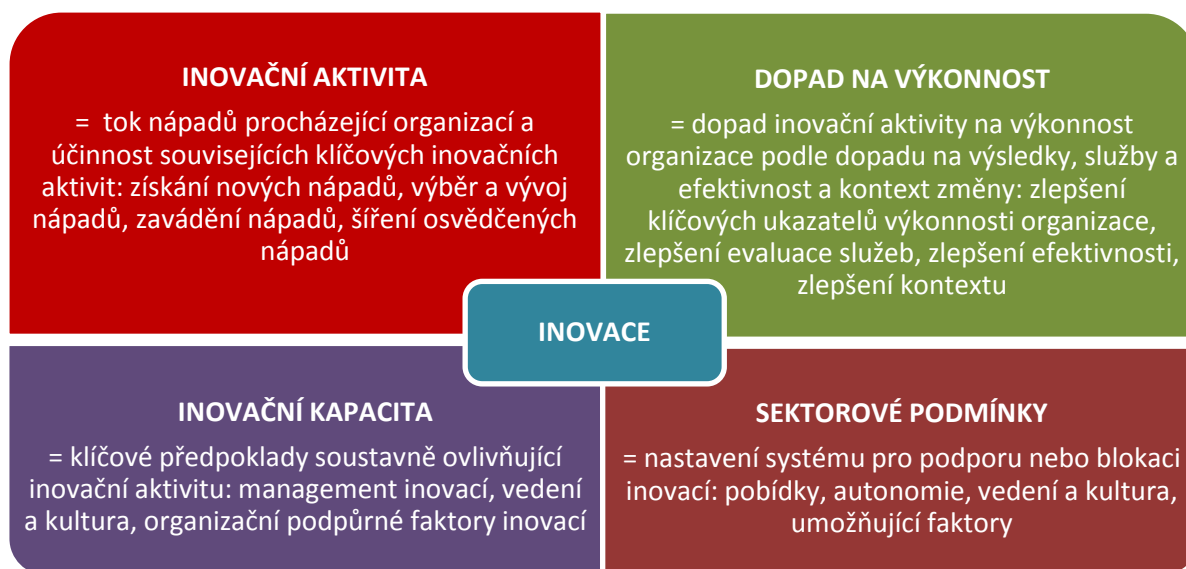 INOVAČNÍ AKTIVITA
= tok nápadů procházející organizací a
účinnost souvisejících klíčových inovačních
aktivit: získání nových nápadů, výběr a vývoj
nápadů, zavádění nápadů, šíření osvědčených
nápadů
DOPAD NA VÝKONNOST
= dopad inovační aktivity na výkonnost
organizace podle dopadu na výsledky, služby a
efektivnost a kontext změny: zlepšení
klíčových ukazatelů výkonnosti organizace,
zlepšení evaluace služeb, zlepšení efektivnosti,
zlepšení kontextu
INOVACE
INOVAČNÍ KAPACITA
= klíčové předpoklady soustavně ovlivňující
inovační aktivitu: management inovací, vedení
a kultura, organizační podpůrné faktory inovací
SEKTOROVÉ PODMÍNKY
= nastavení systému pro podporu nebo blokaci
inovací: pobídky, autonomie, vedení a kultura,
umožňující faktory